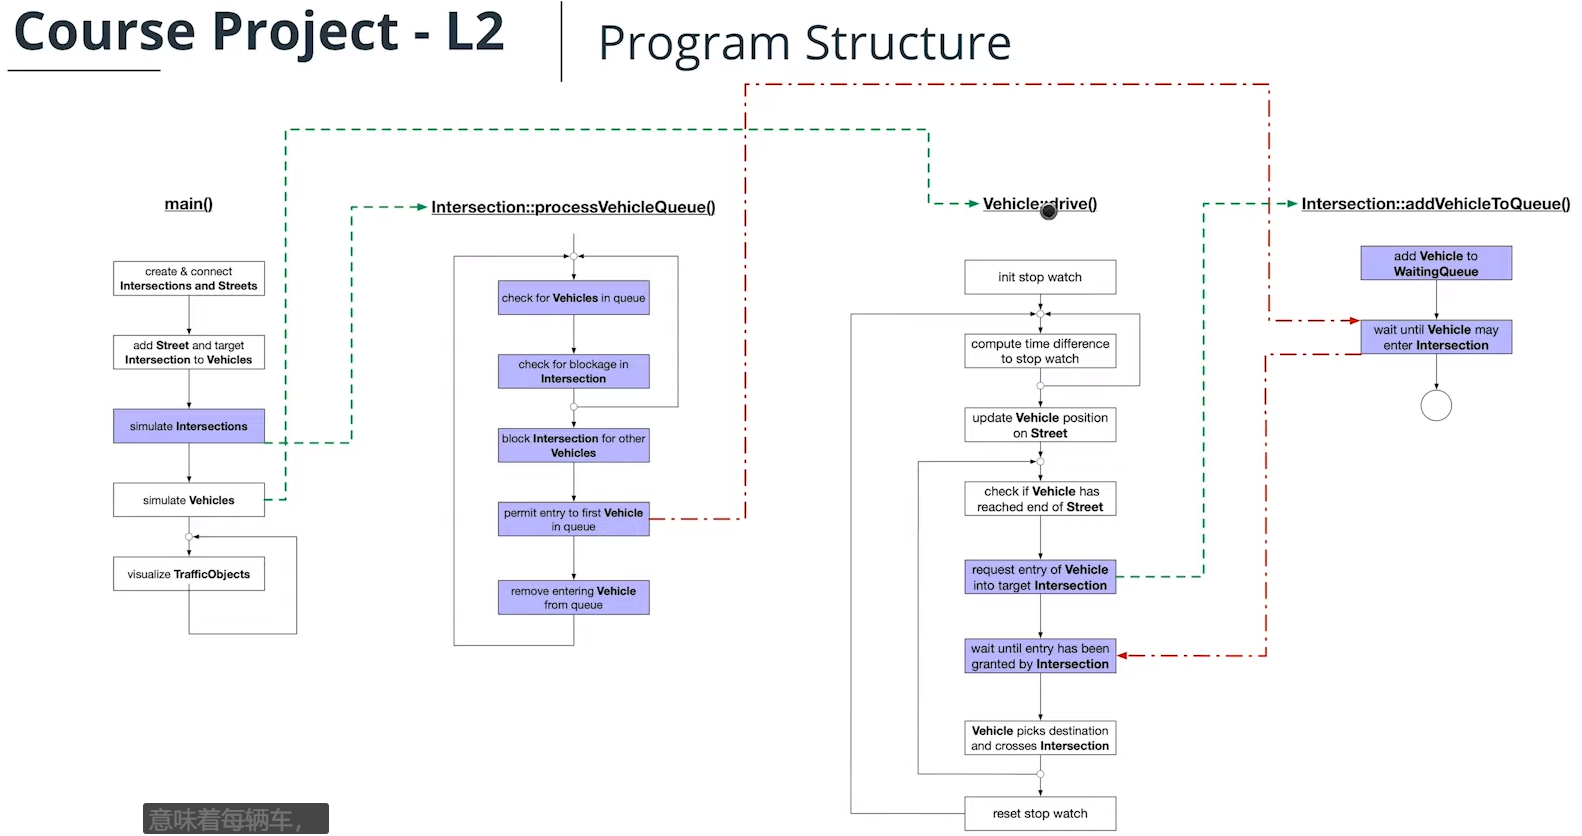 Course Project - L2
Program Structure
main()
create & connect
Intersections and Streets
add Street and target
Intersection to Vehicles
simulate Intersections
simulate Vehicles
visualize TrafficObjects
Intersection::processVehicleQueue()
check for Vehicles in queue
check for blockage in
Intersection
block Intersection for other
Vehicles
permit entry to first Vehicle
in queue
remove entering Vehicle
from queue
Vehicle::drive()
init stop watch
compute time difference
to stop watch
update Vehicle position
on Street
check if Vehicle has
reached end of Street
request entry of Vehicle
into target Intersection
wait until entry has been
granted by Intersection
Vehicle picks destination
and crosses Intersection
reset stop watch
Intersection::addVehicleToQueue()
add Vehicle to
WaitingQueue
wait until Vehicle may
enter Intersection
意味着每辆车，